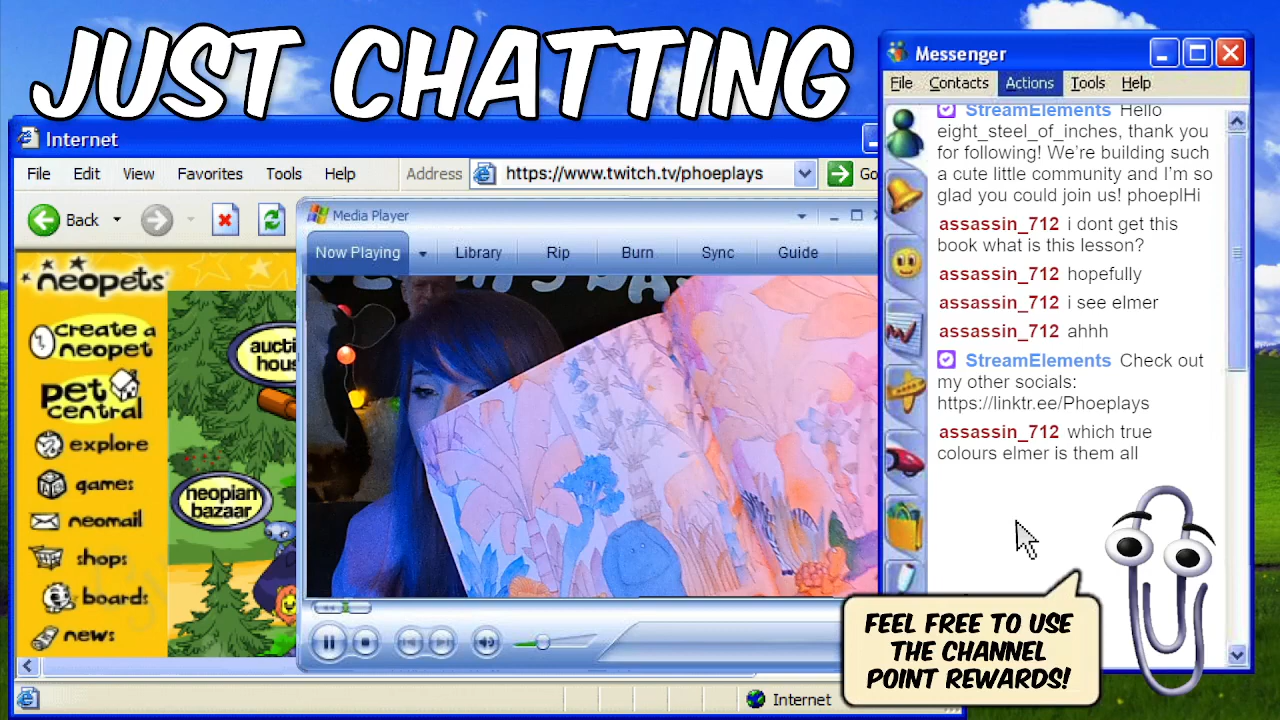 JUST CHATTING
Internet
File Edit View Favorites Tools Help Address https://www.twitch.tv/phoeplays Go
Back
neopets
create a
neopet
pet
central
explore
games
neomail
shops
boards
news
neopian
bazaar
Media Player
Now Playing Library Rip Burn Sync Guide
Internet
Messenger
File Contacts Actions Tools Help
StreamElements Hello
eight_steel_of_inches, thank you
for following! We're building such
a cute little community and I'm so
glad you could join us! phoeplHi
assassin_712 i dont get this
book what is this lesson?
assassin_712 hopefully
assassin_712 i see elmer
assassin_712 ahhh
StreamElements Check out
my other socials:
https://linktr.ee/Phoeplays
assassin_712 which true
colours elmer is them all
FEEL FREE TO USE
THE CHANNEL
POINT REWARDS!